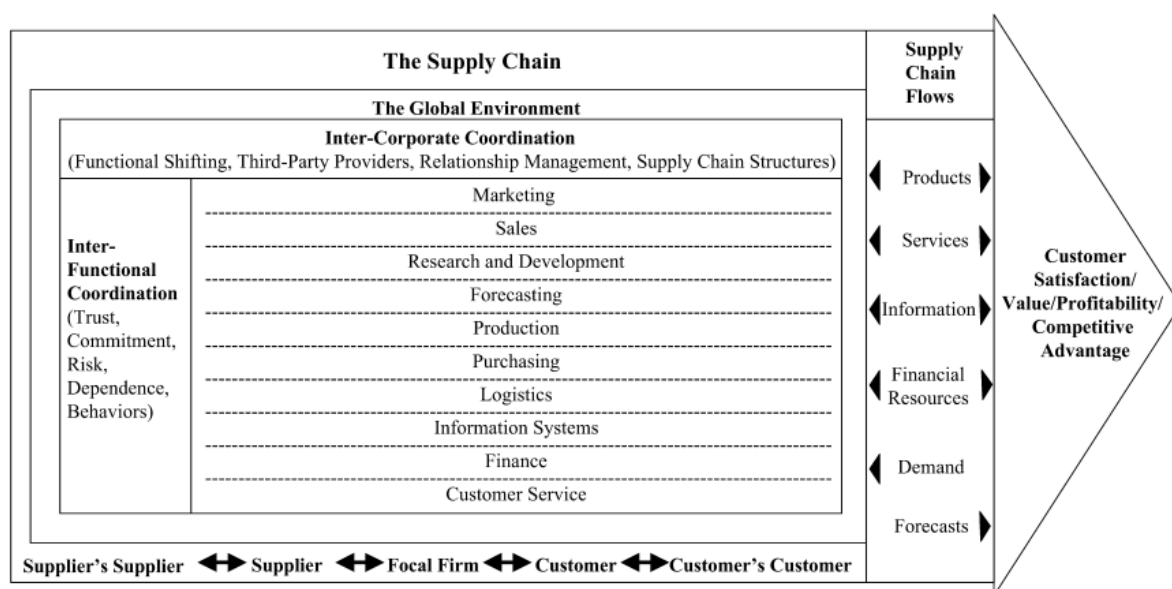 The Supply Chain
Supply
Chain
Flows
The Global Environment
Inter-Corporate Coordination
(Functional Shifting, Third-Party Providers, Relationship Management, Supply Chain Structures)
Inter-
Functional
Coordination
(Trust,
Commitment,
Risk,
Dependence,
Behaviors)
Marketing
Sales
Research and Development
Forecasting
Production
Purchasing
Logistics
Information Systems
Finance
Customer Service
Products
Services
Information
Financial
Resources
Demand
Forecasts
Customer
Satisfaction/
Value/Profitability/
Competitive
Advantage
Supplier's Supplier Supplier Focal Firm Customer Customer's Customer